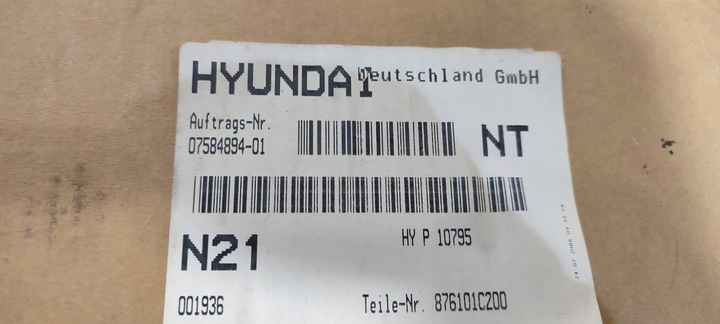 HYUNDAI Deutschland GmbH
Auftrags-Nr.
07584894-01
NT
HY P 10795
N21
001936 Teile-Nr. 876101C200